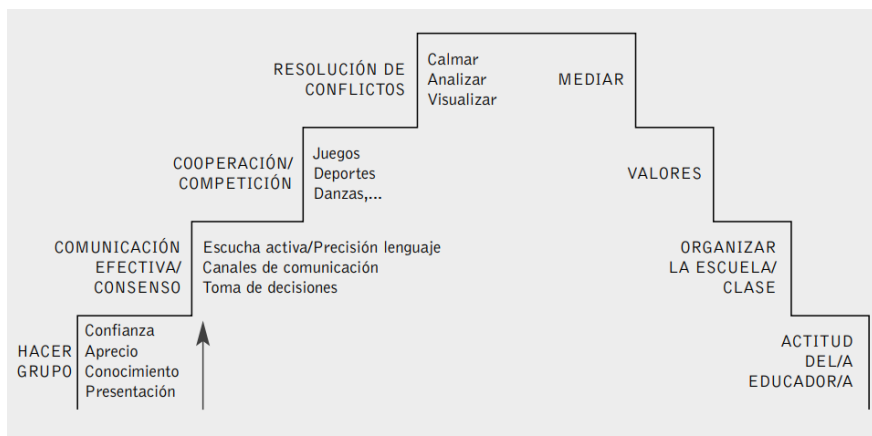 RESOLUCIÓN DE
CONFLICTOS
Calmar
Analizar
Visualizar
MEDIAR
COOPERACIÓN/
COMPETICIÓN
Juegos
Deportes
Danzas,...
VALORES
COMUNICACIÓN
EFECTIVA/
CONSENSO
Escucha activa/Precisión lenguaje
Canales de comunicación
Toma de decisiones
ORGANIZAR
LA ESCUELA/
CLASE
HACER
GRUPO
Confianza
Aprecio
Conocimiento
Presentación
ACTITUD
DEL/A
EDUCADOR/A